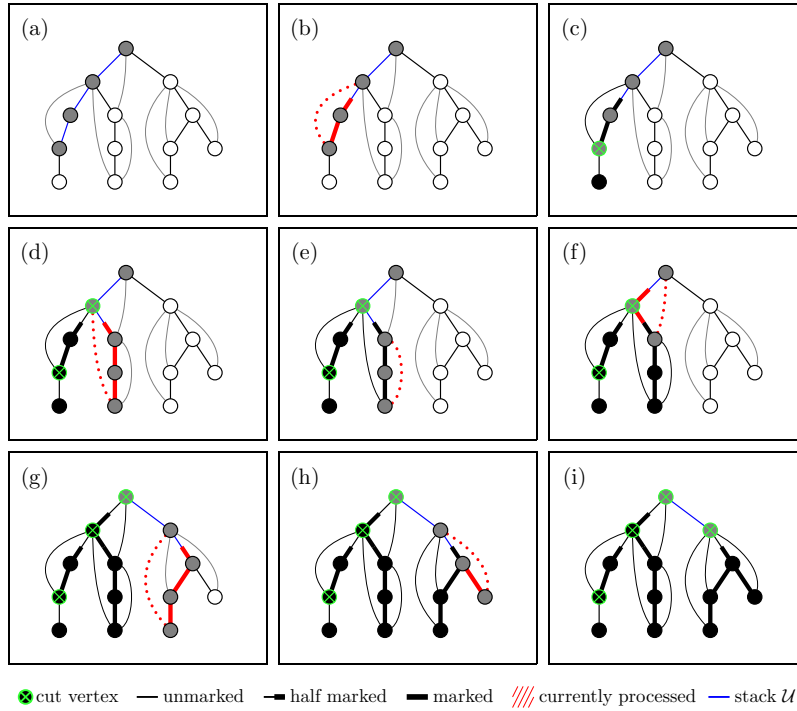 (a) (b) (c)
(d) (e) (f)
(g) (h) (i)
cut vertex unmarked half marked marked currently processed stack 𝒰